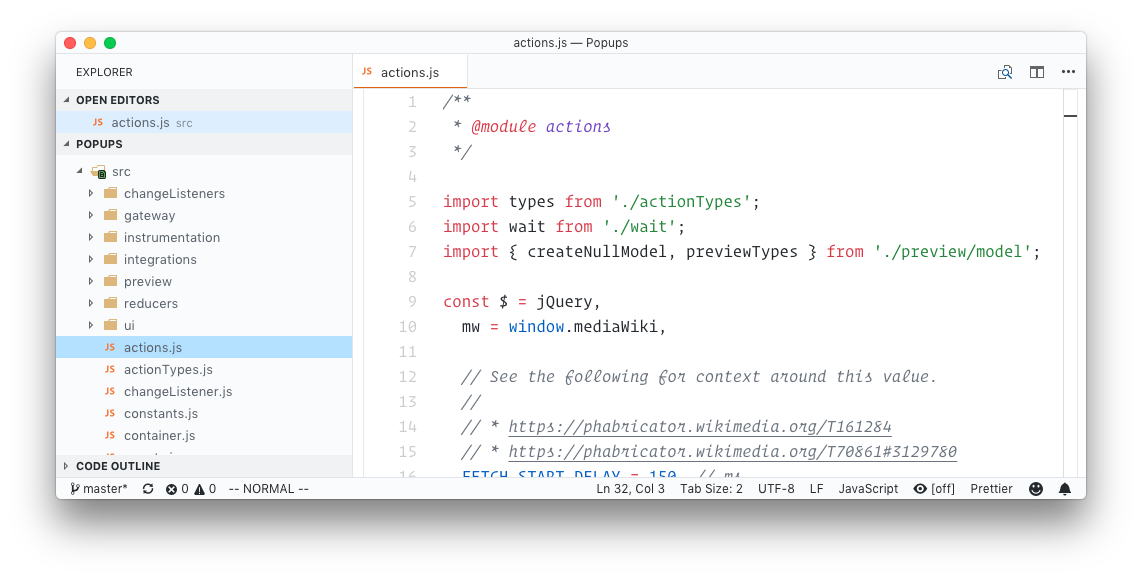 actions.js — Popups
EXPLORER
OPEN EDITORS
JS actions.js src
POPUPS
src
changeListeners
gateway
instrumentation
integrations
preview
reducers
ui
JS actions.js
JS actionTypes.js
JS changeListener.js
JS constants.js
JS container.js
CODE OUTLINE
JS actions.js
1 /**
2 * @module actions
3 */
4
5 import types from './actionTypes';
6 import wait from './wait';
7 import { createNullModel, previewTypes } from './preview/model';
8
9 const $ = jQuery,
10 mw = window.mediaWiki,
11
12 // See the following for context around this value.
13 //
14 // * https://phabricator.wikimedia.org/T161284
15 // * https://phabricator.wikimedia.org/T70861#3129780
16 FETCH_START_DELAY = 150, // ms
master* 0 0 -- NORMAL -- Ln 32, Col 3 Tab Size: 2 UTF-8 LF JavaScript [off] Prettier